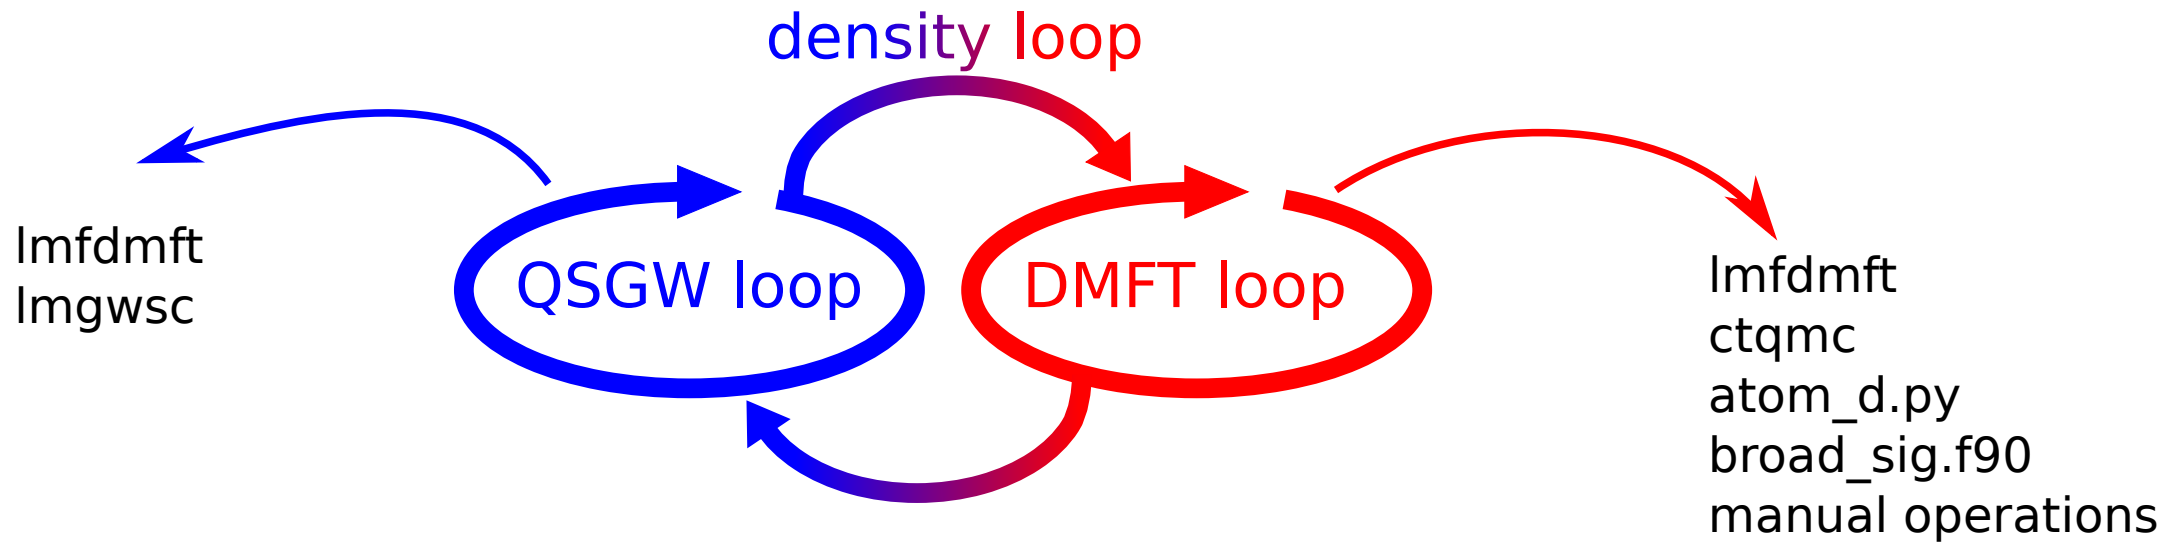 density loop
lmfdmft
lmgwsc
QSGW loop
DMFT loop
lmfdmft
ctqmc
atom_d.py
broad_sig.f90
manual operations